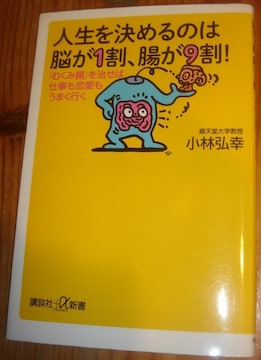 人生を決めるのは
脳が1割、腸が9割!
「むくみ腸」を治せば
仕事も恋愛も
うまく行く
順天堂大学教授
小林弘幸
講談社+α新書